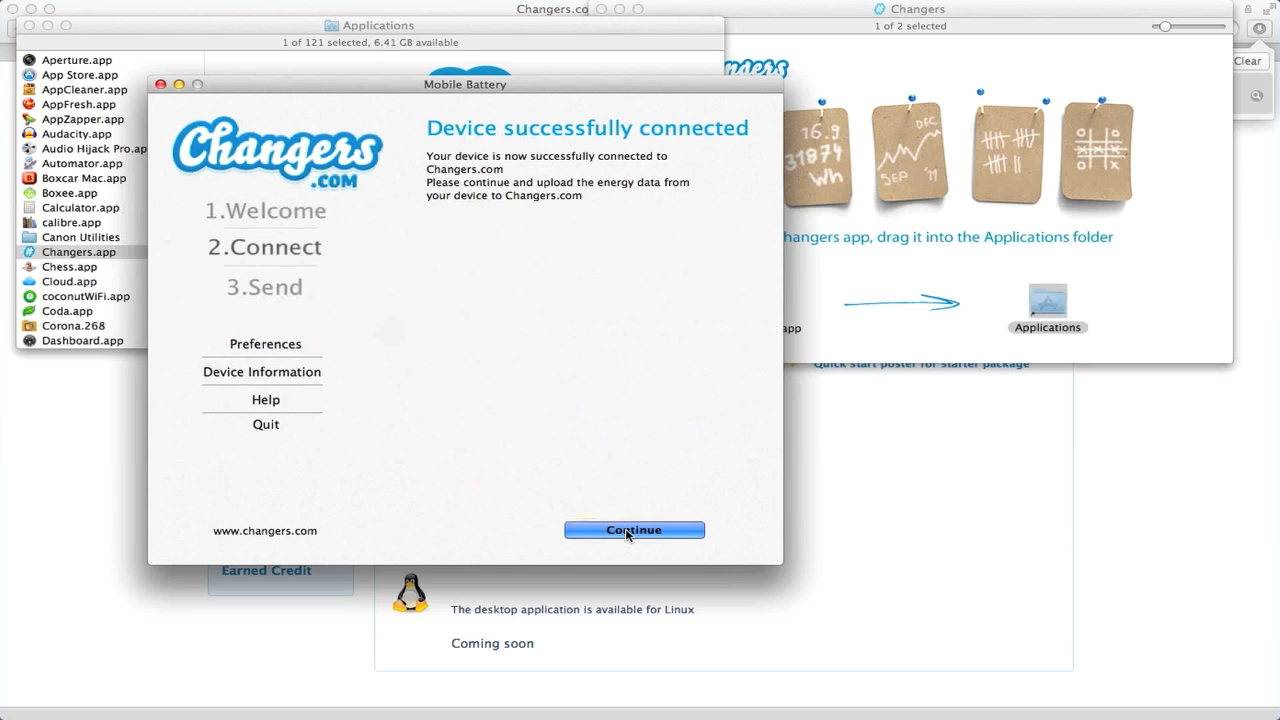 Changers.co
Applications
1 of 121 selected, 6.41 GB available
Changers
1 of 2 selected
Clear
Aperture.app
App Store.app
AppCleaner.app
AppFresh.app
AppZapper.app
Audacity.app
Audio Hijack Pro.ap
Automator.app
Boxcar Mac.app
Boxee.app
Calculator.app
calibre.app
Canon Utilities
Changers.app
Chess.app
Cloud.app
coconutWiFi.app
Coda.app
Corona.268
Dashboard.app
Mobile Battery
Changers
.COM
1.Welcome
2.Connect
3.Send
Preferences
Device Information
Help
Quit
www.changers.com
Device successfully connected
Your device is now successfully connected to
Changers.com
Please continue and upload the energy data from
your device to Changers.com
Continue
angers
16.9
31874
Wh
DEC
SEP '11
hangers app, drag it into the Applications folder
app
Applications
Quick start poster for starter package
Earned Credit
The desktop application is available for Linux
Coming soon